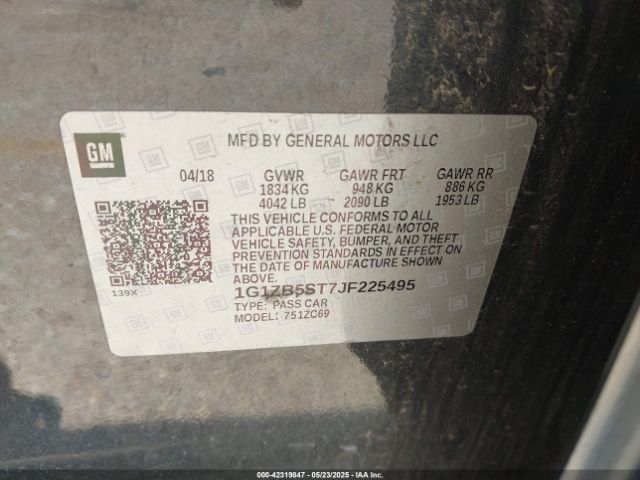 GM
MFD BY GENERAL MOTORS LLC
04/18 GVWR GAWR FRT GAWR RR
1834 KG 948 KG 886 KG
4042 LB 2090 LB 1953 LB
THIS VEHICLE CONFORMS TO ALL
APPLICABLE U.S. FEDERAL MOTOR
VEHICLE SAFETY, BUMPER, AND THEFT
PREVENTION STANDARDS IN EFFECT ON
THE DATE OF MANUFACTURE SHOWN
ABOVE.
139X
1G1ZB5ST7JF225495
TYPE: PASS CAR
MODEL: 751ZC69
000-42319847 - 05/23/2025 - IAAI.COM